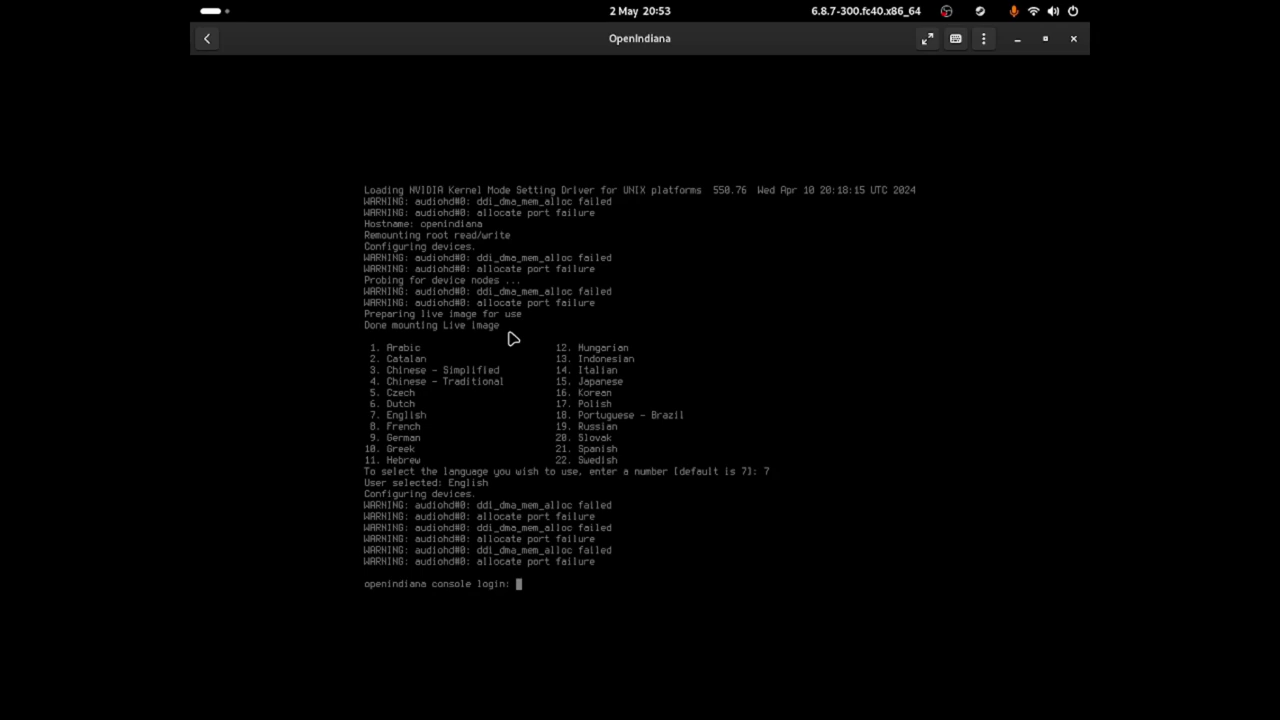 2 May 20:53
6.8.7-300.fc40.x86_64
OpenIndiana
Loading NVIDIA Kernel Mode Setting Driver for UNIX platforms  550.76  Wed Apr 10 20:18:15 UTC 2024
WARNING: audiohd#0: ddi_dma_mem_alloc failed
WARNING: audiohd#0: allocate port failure
Hostname: openindiana
Remounting root read/write
Configuring devices.
WARNING: audiohd#0: ddi_dma_mem_alloc failed
WARNING: audiohd#0: allocate port failure
Probing for device nodes ...
WARNING: audiohd#0: ddi_dma_mem_alloc failed
WARNING: audiohd#0: allocate port failure
Preparing live image for use
Done mounting Live image
1. Arabic 12. Hungarian
2. Catalan 13. Indonesian
3. Chinese - Simplified 14. Italian
4. Chinese - Traditional 15. Japanese
5. Czech 16. Korean
6. Dutch 17. Polish
7. English 18. Portuguese - Brazil
8. French 19. Russian
9. German 20. Slovak
10. Greek 21. Spanish
11. Hebrew 22. Swedish
To select the language you wish to use, enter a number [default is 7]: 7
User selected: English
Configuring devices.
WARNING: audiohd#0: ddi_dma_mem_alloc failed
WARNING: audiohd#0: allocate port failure
WARNING: audiohd#0: ddi_dma_mem_alloc failed
WARNING: audiohd#0: allocate port failure
WARNING: audiohd#0: ddi_dma_mem_alloc failed
WARNING: audiohd#0: allocate port failure
openindiana console login: